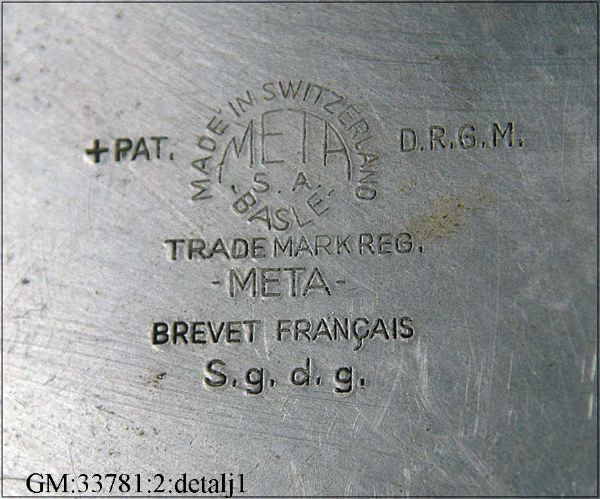 MADE IN SWITZERLAND
+PAT. META D.R.G.M.
S. A.
-BASLE-
TRADE MARK REG.
-META-
BREVET FRANÇAIS
S.g.d.g.
GM:33781:2:detalj1